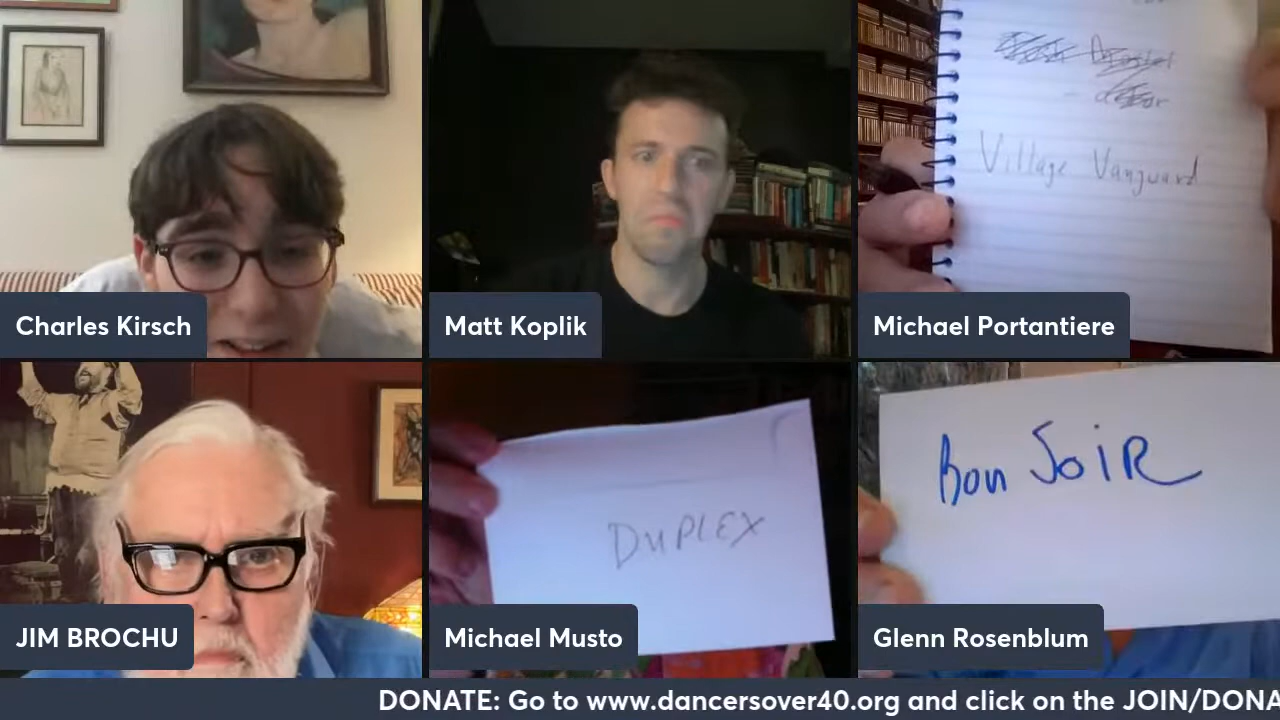 Village Vanguard
Charles Kirsch
Matt Koplik
Michael Portantiere
DUPLEX
Bon JoiR
JIM BROCHU
Michael Musto
Glenn Rosenblum
DONATE: Go to www.dancersover40.org and click on the JOIN/DONA